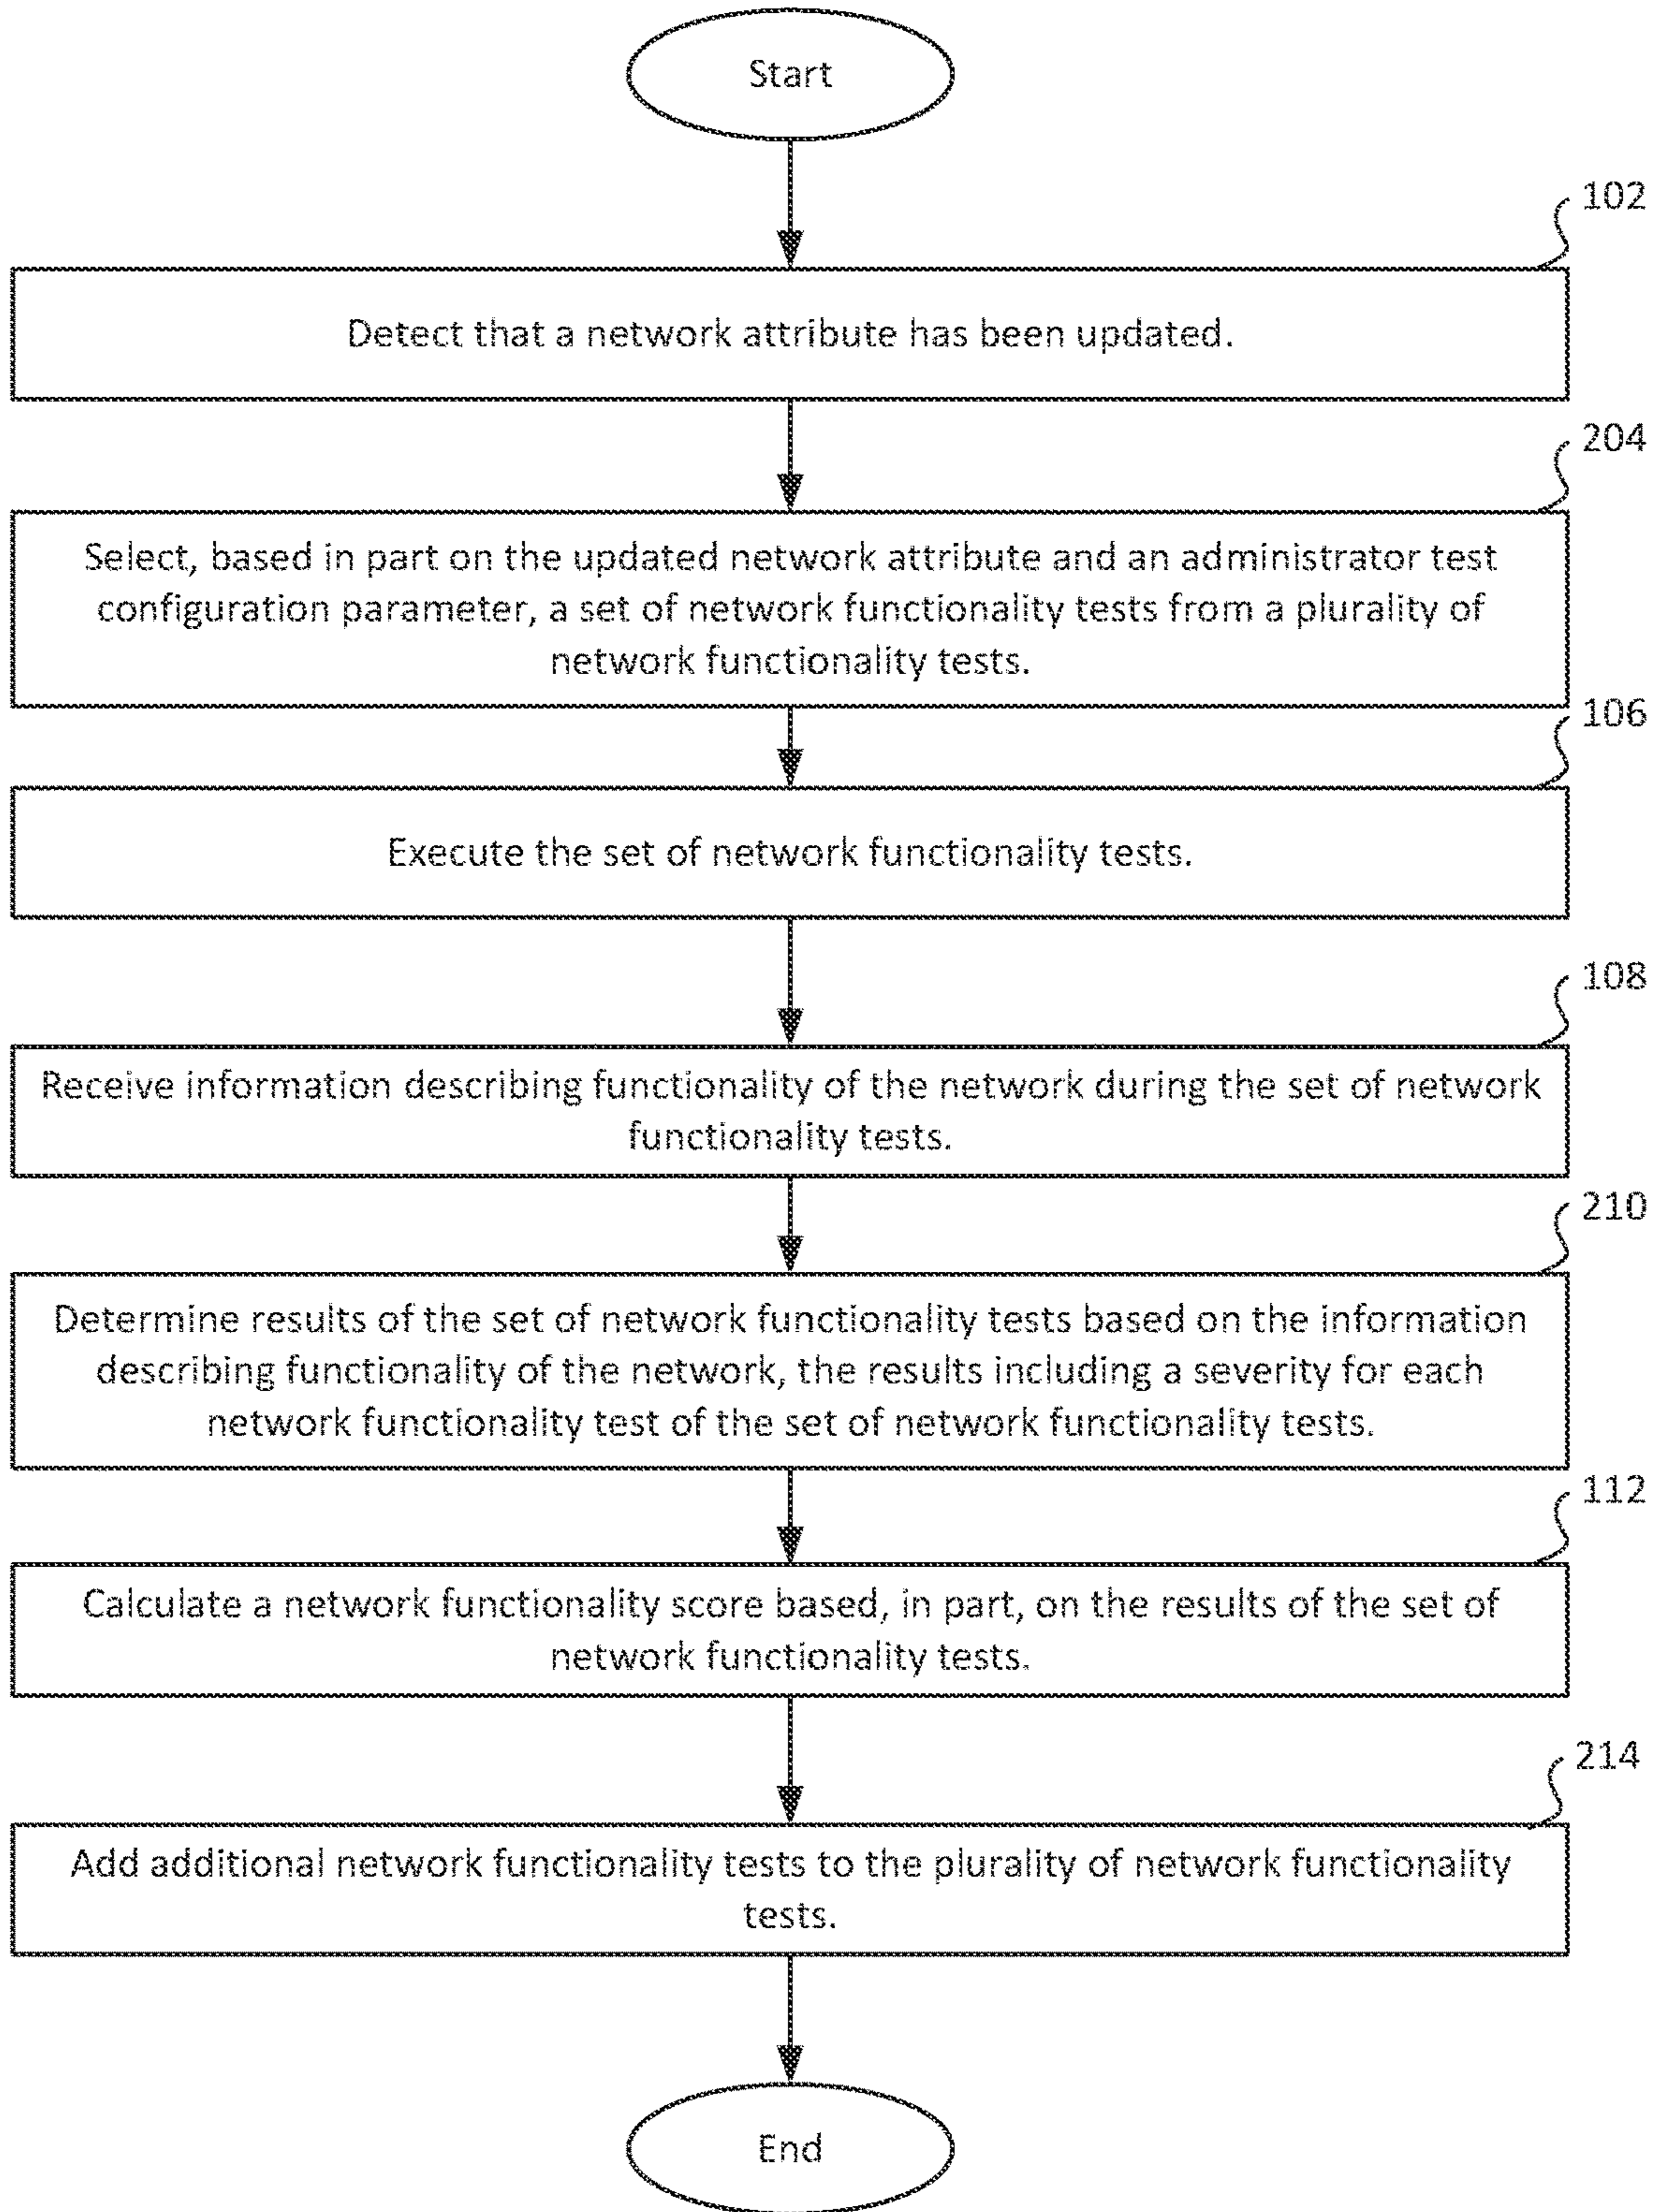 Start
102
Detect that a network attribute has been updated.
204
Select, based in part on the updated network attribute and an administrator test
configuration parameter, a set of network functionality tests from a plurality of
network functionality tests.
106
Execute the set of network functionality tests.
108
Receive information describing functionality of the network during the set of network
functionality tests.
210
Determine results of the set of network functionality tests based on the information
describing functionality of the network, the results including a severity for each
network functionality test of the set of network functionality tests.
112
Calculate a network functionality score based, in part, on the results of the set of
network functionality tests.
214
Add additional network functionality tests to the plurality of network functionality
tests.
End